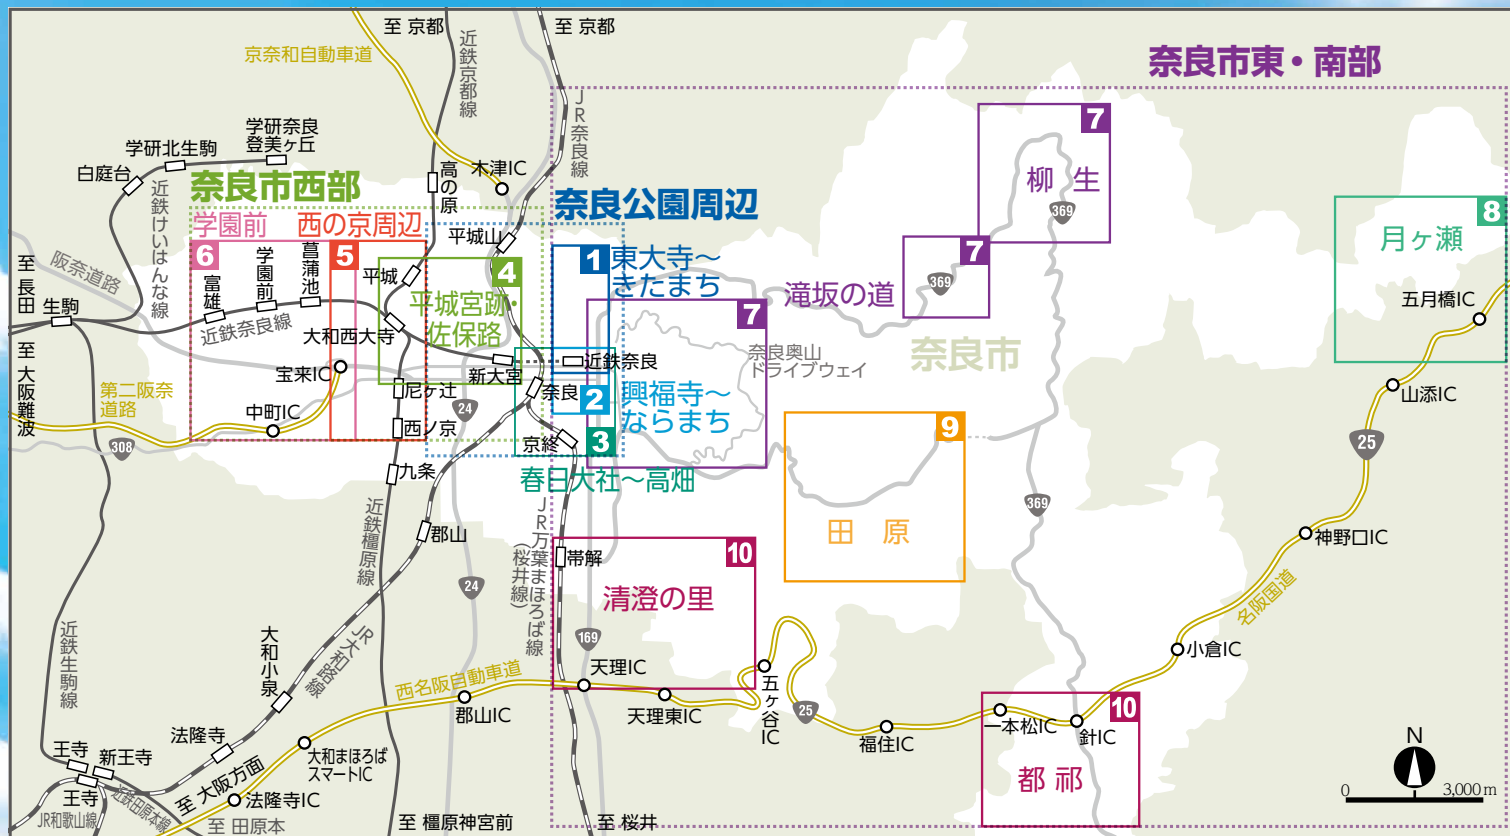 至 京都
至 京都
京奈和自動車道
近鉄京都線
JR奈良線
奈良市東・南部
学研奈良
登美ヶ丘
学研北生駒
白庭台
近鉄けいはんな線
高の原
木津IC
奈良市西部
奈良公園周辺
学園前
西の京周辺
平城山
6
5
4
1
東大寺～
きたまち
7
柳 生
369
7
369
滝坂の道
8
月ヶ瀬
五月橋IC
至 長田
阪奈道路
生駒
富雄
学園前
菖蒲池
平城
平城宮跡・
佐保路
近鉄奈良線
大和西大寺
7
奈良奥山
ドライブウェイ
奈良市
至 大阪難波
第二阪奈
道路
宝来IC
中町IC
尼ヶ辻
新大宮
近鉄奈良
奈良
2
興福寺～
ならまち
24
西ノ京
京終
3
春日大社～高畑
308
9
田 原
山添IC
25
九条
近鉄橿原線
郡山
JR万葉まほろば線
(桜井線)
369
神野口IC
帯解
10
清澄の里
24
169
名阪国道
近鉄生駒線
大和小泉
JR大和路線
西名阪自動車道
天理IC
小倉IC
郡山IC
天理東IC
五ヶ谷IC
25
福住IC
一本松IC
針IC
10
都 祁
王寺
新王寺
法隆寺
大和まほろば
スマートIC
王寺
至 大阪方面
法隆寺IC
JR和歌山線
近鉄田原本線
至 田原本
至 橿原神宮前
至 桜井
N
0
3,000m